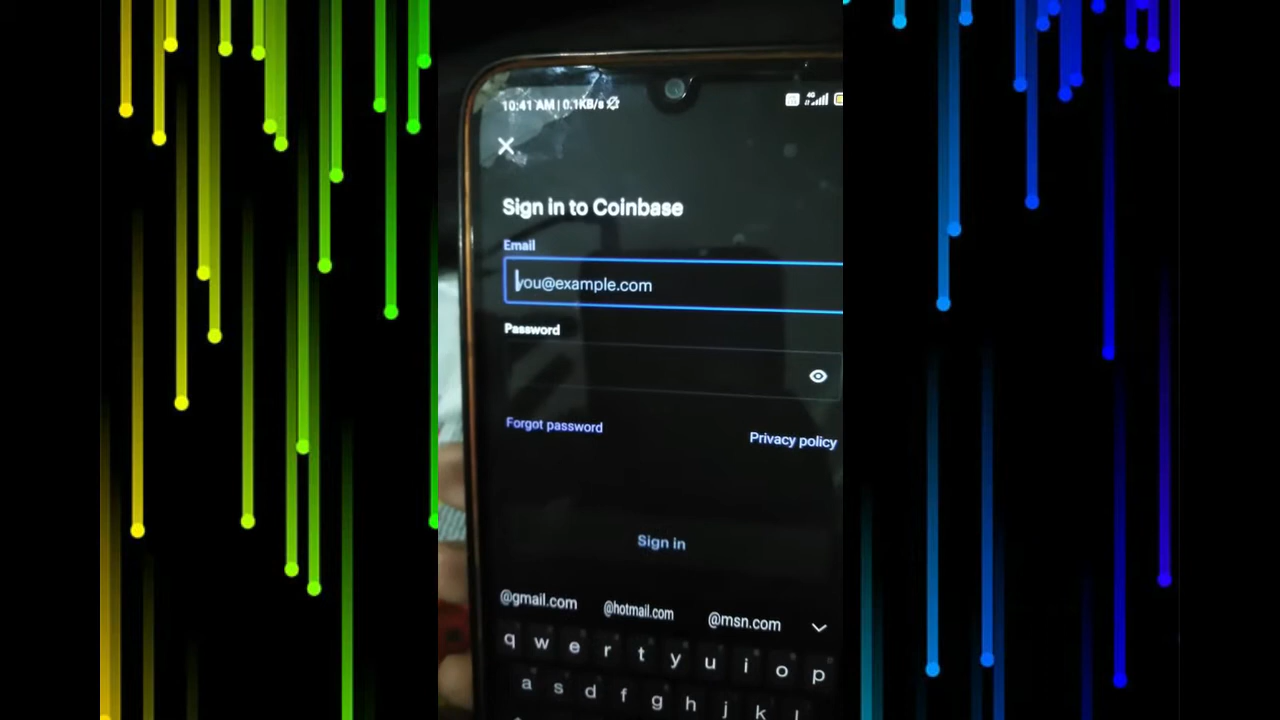 10:41 AM | 0.1KB/s
4G
Sign in to Coinbase
Email
you@example.com
Password
Forgot password
Privacy policy
Sign in
@gmail.com @hotmail.com @msn.com
q w e r t y u i o p
a s d f g h j k l